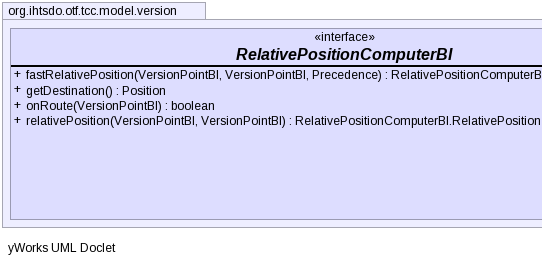 org.ihtsdo.otf.tcc.model.version
«interface»
RelativePositionComputerBI
+ fastRelativePosition(VersionPointBI, VersionPointBI, Precedence) : RelativePositionComputerB
+ getDestination() : Position
+ onRoute(VersionPointBI) : boolean
+ relativePosition(VersionPointBI, VersionPointBI) : RelativePositionComputerBI.RelativePosition
yWorks UML Doclet